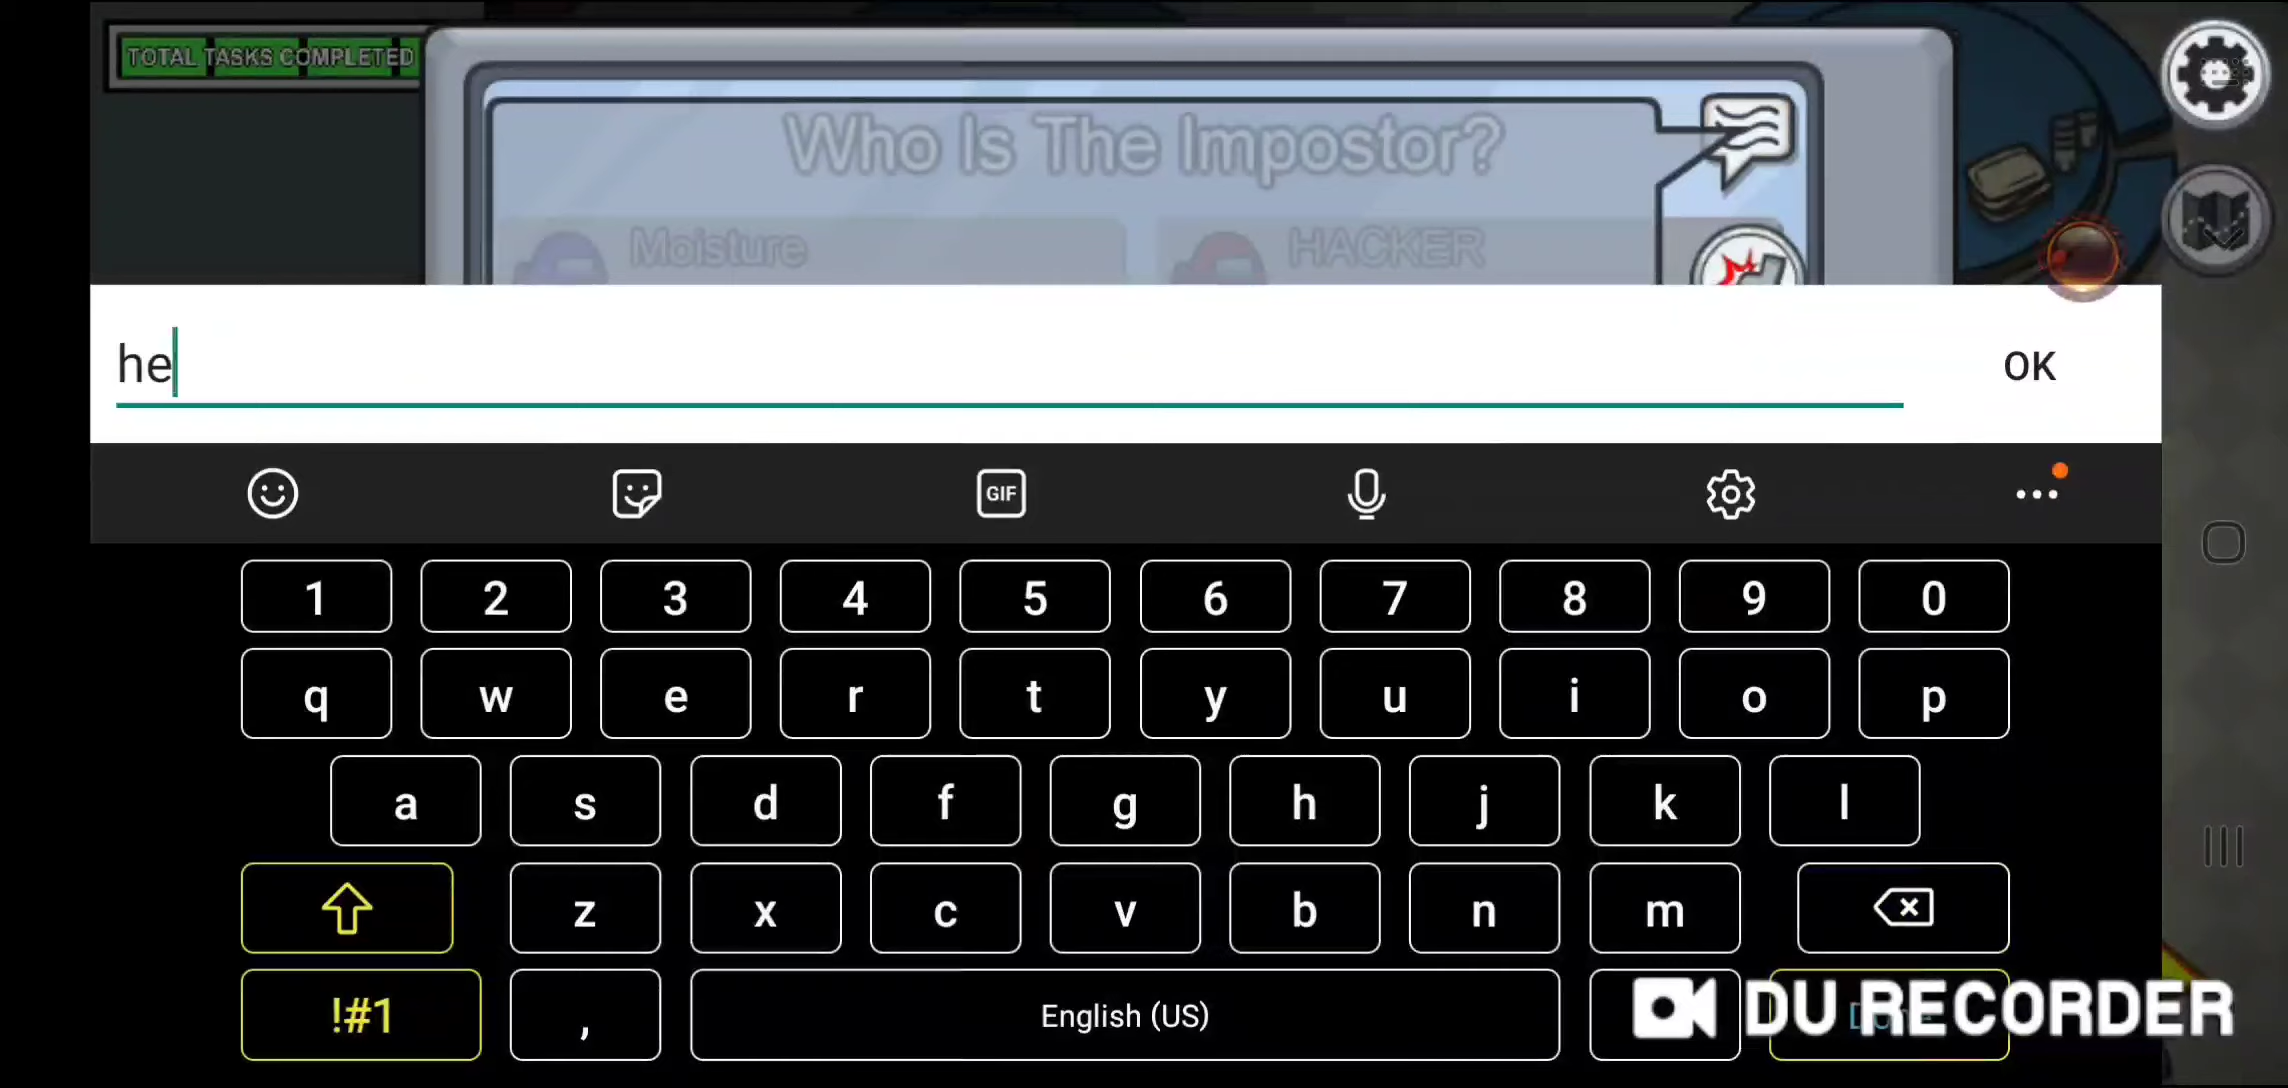 TOTAL TASKS COMPLETED
Who Is The Impostor?
Moisture
HACKER
he
OK
GIF
1 2 3 4 5 6 7 8 9 0
q w e r t y u i o p
a s d f g h j k l
z x c v b n m
!#1 , English (US)
DU RECORDER